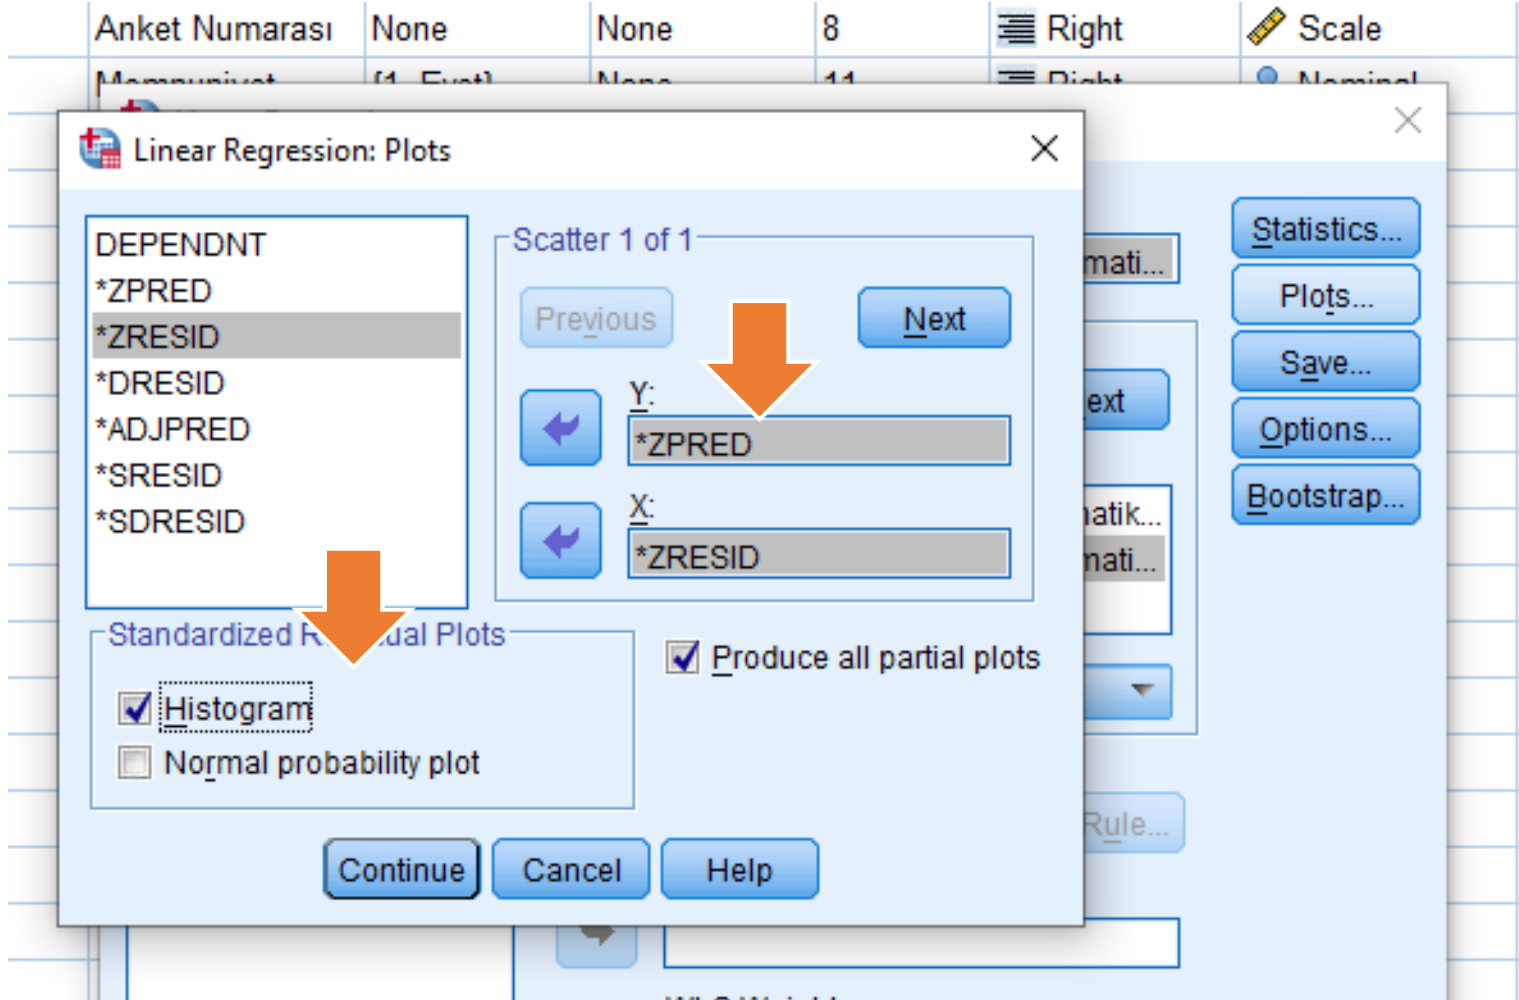 Anket Numarası None None 8 Right Scale
Linear Regression: Plots
DEPENDNT
*ZPRED
*ZRESID
*DRESID
*ADJPRED
*SRESID
*SDRESID
Scatter 1 of 1
Previous
Next
Y:
*ZPRED
X:
*ZRESID
Standardized Plots
Histogram
Normal probability plot
Produce all partial plots
Continue Cancel Help
mati...
ext
atik...
mati...
Rule...
Statistics...
Plots...
Save...
Options...
Bootstrap...